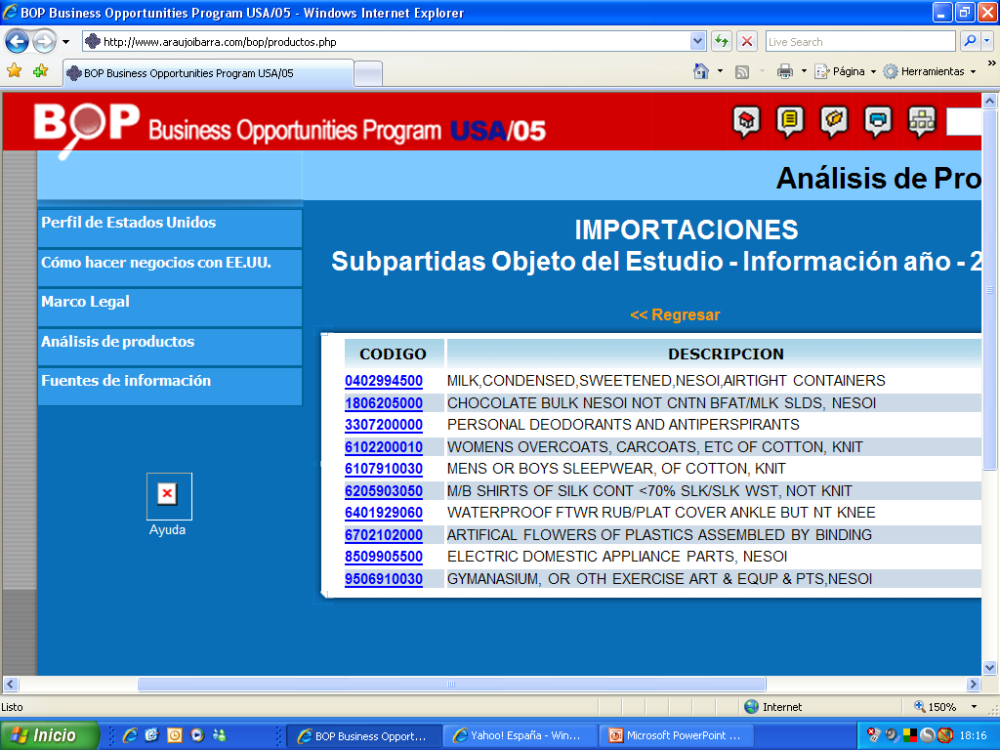 BOP Business Opportunities Program USA/05 - Windows Internet Explorer
http://www.araujoibarra.com/bop/productos.php
Live Search
BOP Business Opportunities Program USA/05
Página
Herramientas
BOP Business Opportunities Program USA/05
Análisis de Pro
Perfil de Estados Unidos
Cómo hacer negocios con EE.UU.
Marco Legal
Análisis de productos
Fuentes de información
Ayuda
IMPORTACIONES
Subpartidas Objeto del Estudio - Información año - 2
<< Regresar
CODIGO DESCRIPCION
0402994500 MILK,CONDENSED,SWEETENED,NESOI,AIRTIGHT CONTAINERS
1806205000 CHOCOLATE BULK NESOI NOT CNTN BFAT/MLK SLDS, NESOI
3307200000 PERSONAL DEODORANTS AND ANTIPERSPIRANTS
6102200010 WOMENS OVERCOATS, CARCOATS, ETC OF COTTON, KNIT
6107910030 MENS OR BOYS SLEEPWEAR, OF COTTON, KNIT
6205903050 M/B SHIRTS OF SILK CONT <70% SLK/SLK WST, NOT KNIT
6401929060 WATERPROOF FTWR RUB/PLAT COVER ANKLE BUT NT KNEE
6702102000 ARTIFICAL FLOWERS OF PLASTICS ASSEMBLED BY BINDING
8509905500 ELECTRIC DOMESTIC APPLIANCE PARTS, NESOI
9506910030 GYMANASIUM, OR OTH EXERCISE ART & EQUP & PTS,NESOI
Listo
Internet
150%
Inicio
BOP Business Opport...
Yahoo! España - Win...
Microsoft PowerPoint ...
18:16